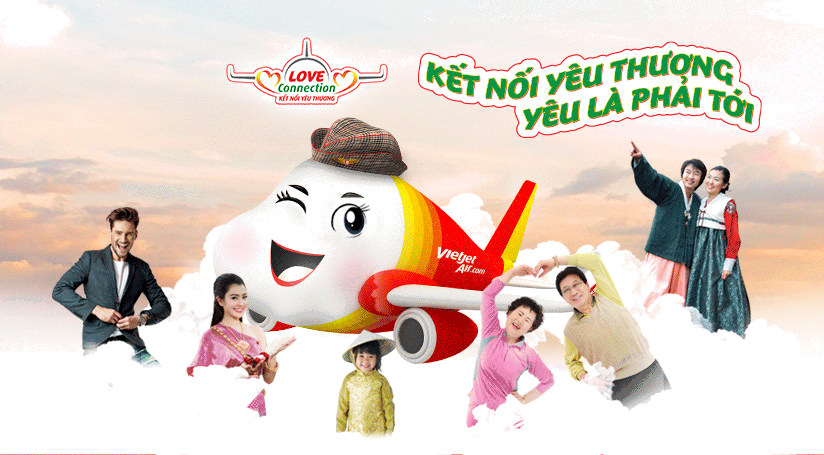 LOVE
Connection
KẾT NỐI YÊU THƯƠNG
KẾT NỐI YÊU THƯƠNG
YÊU LÀ PHẢI TỚI
Vietjet
Air.com